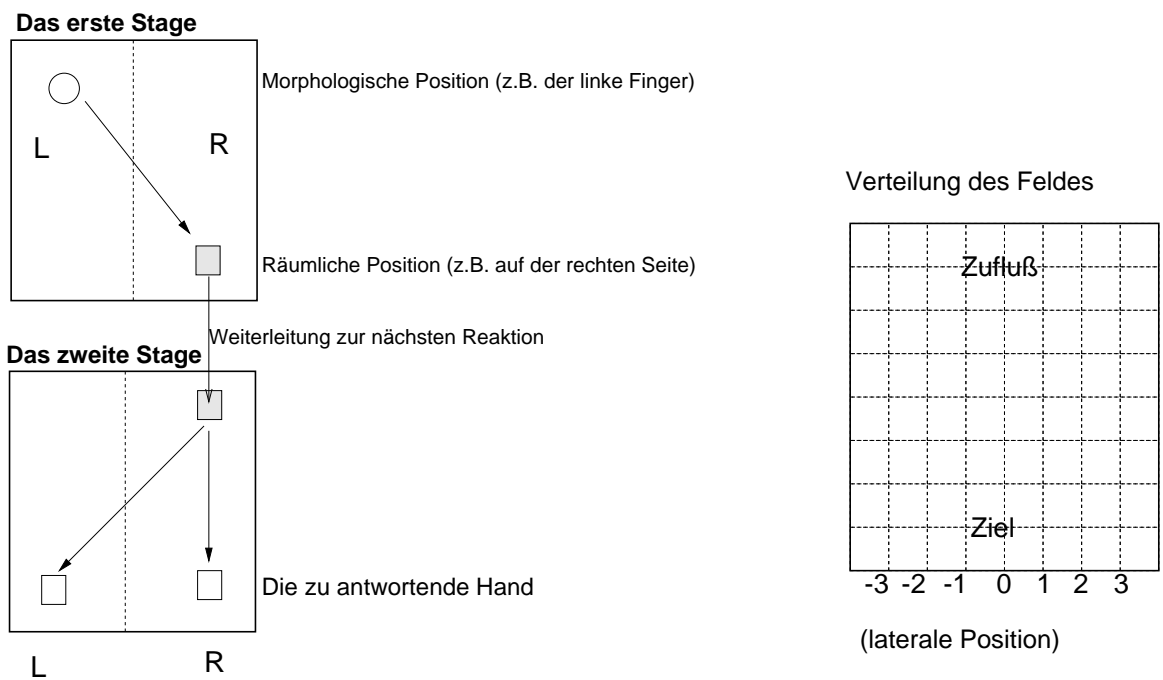 Das erste Stage
Morphologische Position (z.B. der linke Finger)
L
R
Räumliche Position (z.B. auf der rechten Seite)
Weiterleitung zur nächsten Reaktion
Das zweite Stage
Die zu antwortende Hand
L
R
Verteilung des Feldes
Zufluß
Ziel
-3 -2 -1 0 1 2 3
(laterale Position)